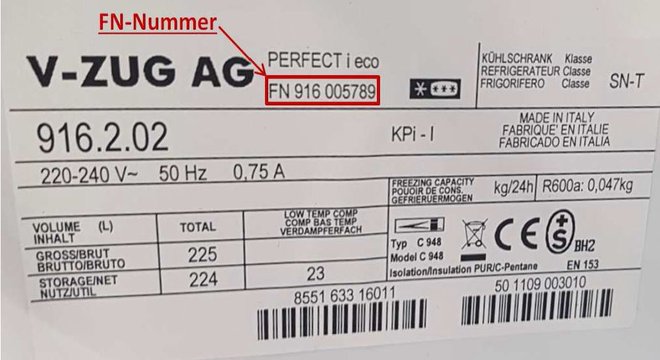 FN-Nummer
V-ZUG AG
PERFECT i eco
FN 916 005789
KÜHLSCHRANK Klasse
REFRIGERATEUR Classe
FRIGORIFERO Classe
SN-T
916.2.02
KPi - I
MADE IN ITALY
FABRIQUE' EN ITALIE
FABRICADO EN ITALIA
220-240 V~ 50 Hz 0,75 A
FREEZING CAPACITY
POUVOIR DE CONS.
GEFRIERUERMOGEN
kg/24h
R600a: 0,047kg
VOLUME (L)
INHALT
TOTAL
LOW TEMP COMP
COMP BAS TEMP
VERDAMPFERFACH
GROSS/BRUT
BRUTTO/BRUTO
225
STORAGE/NET
NUTZ/UTIL
224
23
Typ C 948
Model C 948
CE
+
S
BH2
Isolation/Insulation PUR/C-Pentane
EN 153
8551 633 16011
50 1109 003010